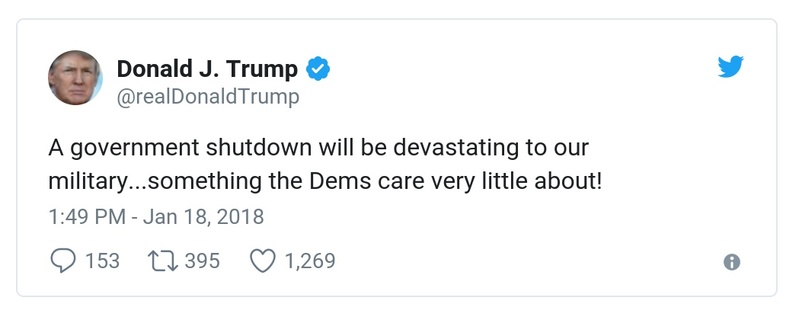 Donald J. Trump
@realDonaldTrump
A government shutdown will be devastating to our
military...something the Dems care very little about!
1:49 PM - Jan 18, 2018
153 395 1,269